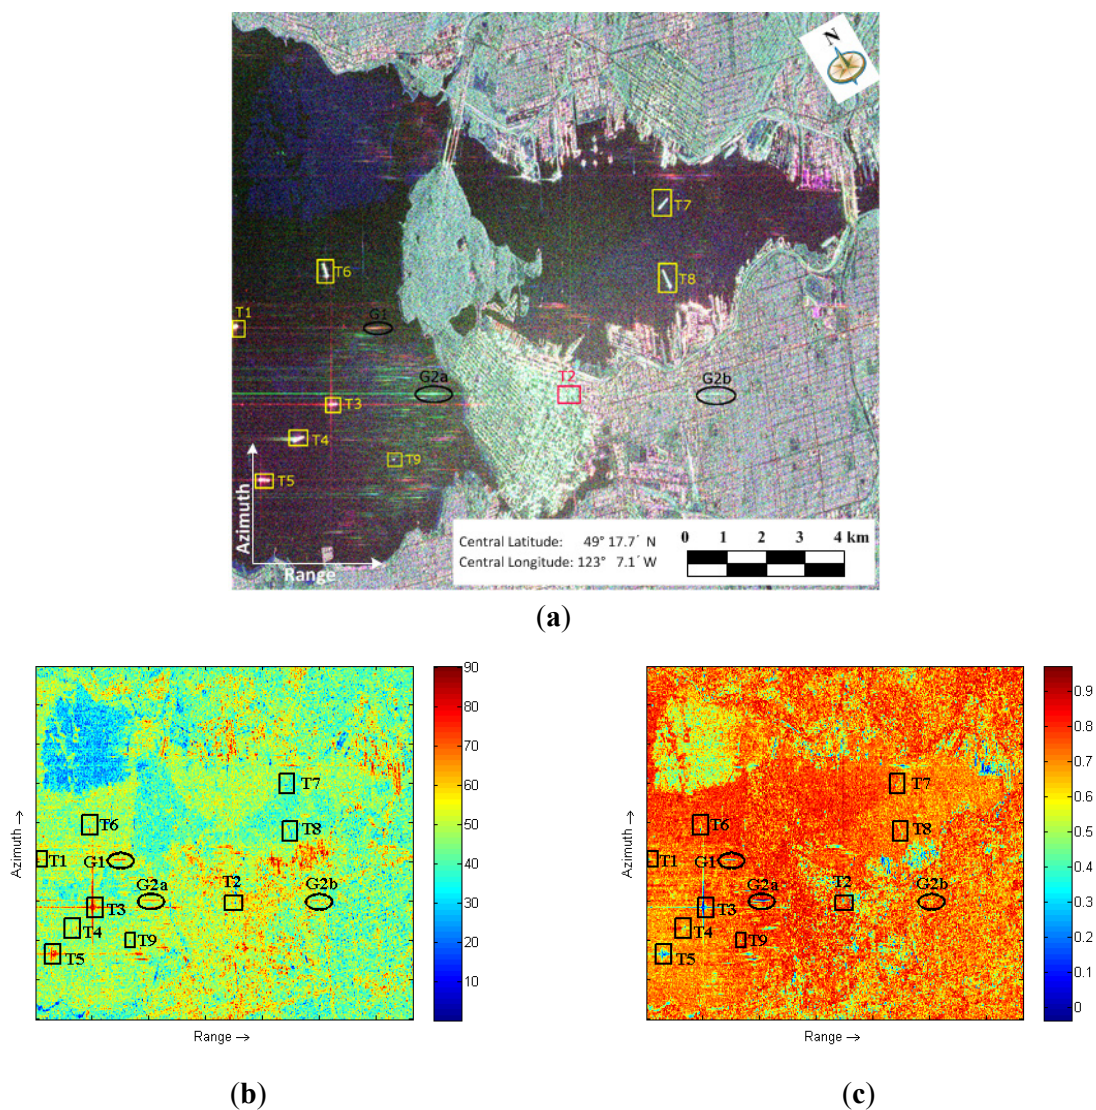 N
T7
T6
T8
T1
G1
G2a
T2
G2b
T3
T4
T9
T5
Azimuth
Range
Central Latitude: 49° 17.7´ N
Central Longitude: 123° 7.1´ W
0 1 2 3 4 km
(a)
90
80
70
60
50
40
30
20
10
T7
T6
T8
T1
G1
G2a
T2
G2b
T3
T4
T9
T5
Azimuth →
Range →
(b)
0.9
0.8
0.7
0.6
0.5
0.4
0.3
0.2
0.1
0
T7
T6
T8
T1
G1
G2a
T2
G2b
T3
T4
T9
T5
Azimuth →
Range →
(c)